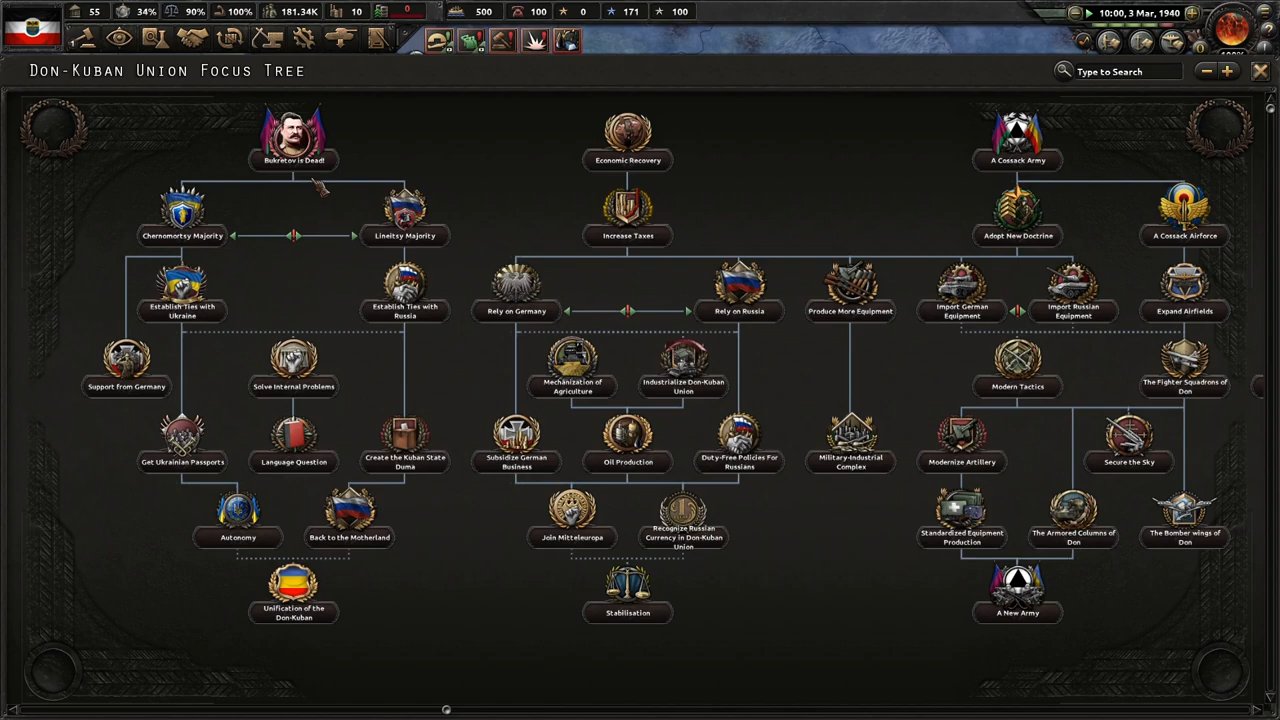 55 34% 90% 100% 181.34K 10 0 500 100 0 171 100 10:00, 3 Mar, 1940
Don-Kuban Union Focus Tree
Type to Search
Bukretov is Dead!
Economic Recovery
A Cossack Army
Chernomortsy Majority
Lineitsy Majority
Increase Taxes
Adopt New Doctrine
A Cossack Airforce
Establish Ties with
Ukraine
Establish Ties with
Russia
Rely on Germany
Rely on Russia
Produce More Equipment
Import German
Equipment
Import Russian
Equipment
Expand Airfields
Support from Germany
Solve Internal Problems
Mechanization of
Agriculture
Industrialize Don-Kuban
Union
Modern Tactics
The Fighter Squadrons of
Don
Get Ukrainian Passports
Language Question
Create the Kuban State
Duma
Subsidize German
Business
Oil Production
Duty-Free Policies For
Russians
Military-Industrial
Complex
Modernize Artillery
Secure the Sky
Autonomy
Back to the Motherland
Join Mitteleuropa
Recognize Russian
Currency in Don-Kuban
Union
Standardized Equipment
Production
The Armored Columns of
Don
The Bomber wings of
Don
Unification of the
Don-Kuban
Stabilisation
A New Army